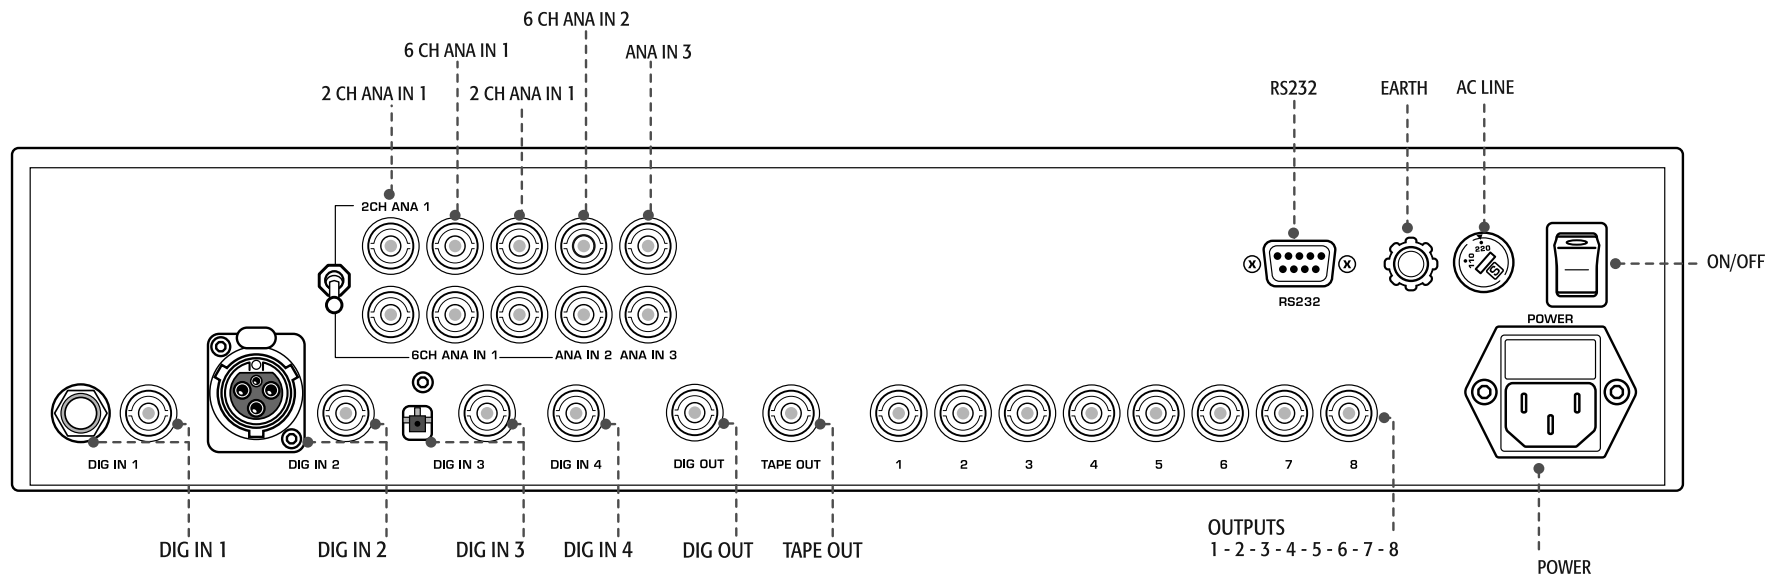 6 CH ANA IN 2
6 CH ANA IN 1
ANA IN 3
2 CH ANA IN 1
2 CH ANA IN 1
RS232
EARTH
AC LINE
2CH ANA 1
220
110
S
ON/OFF
RS232
POWER
6CH ANA IN 1
ANA IN 2
ANA IN 3
DIG IN 1
DIG IN 2
DIG IN 3
DIG IN 4
DIG OUT
TAPE OUT
1
2
3
4
5
6
7
8
DIG IN 1
DIG IN 2
DIG IN 3
DIG IN 4
DIG OUT
TAPE OUT
OUTPUTS
1 - 2 - 3 - 4 - 5 - 6 - 7 - 8
POWER